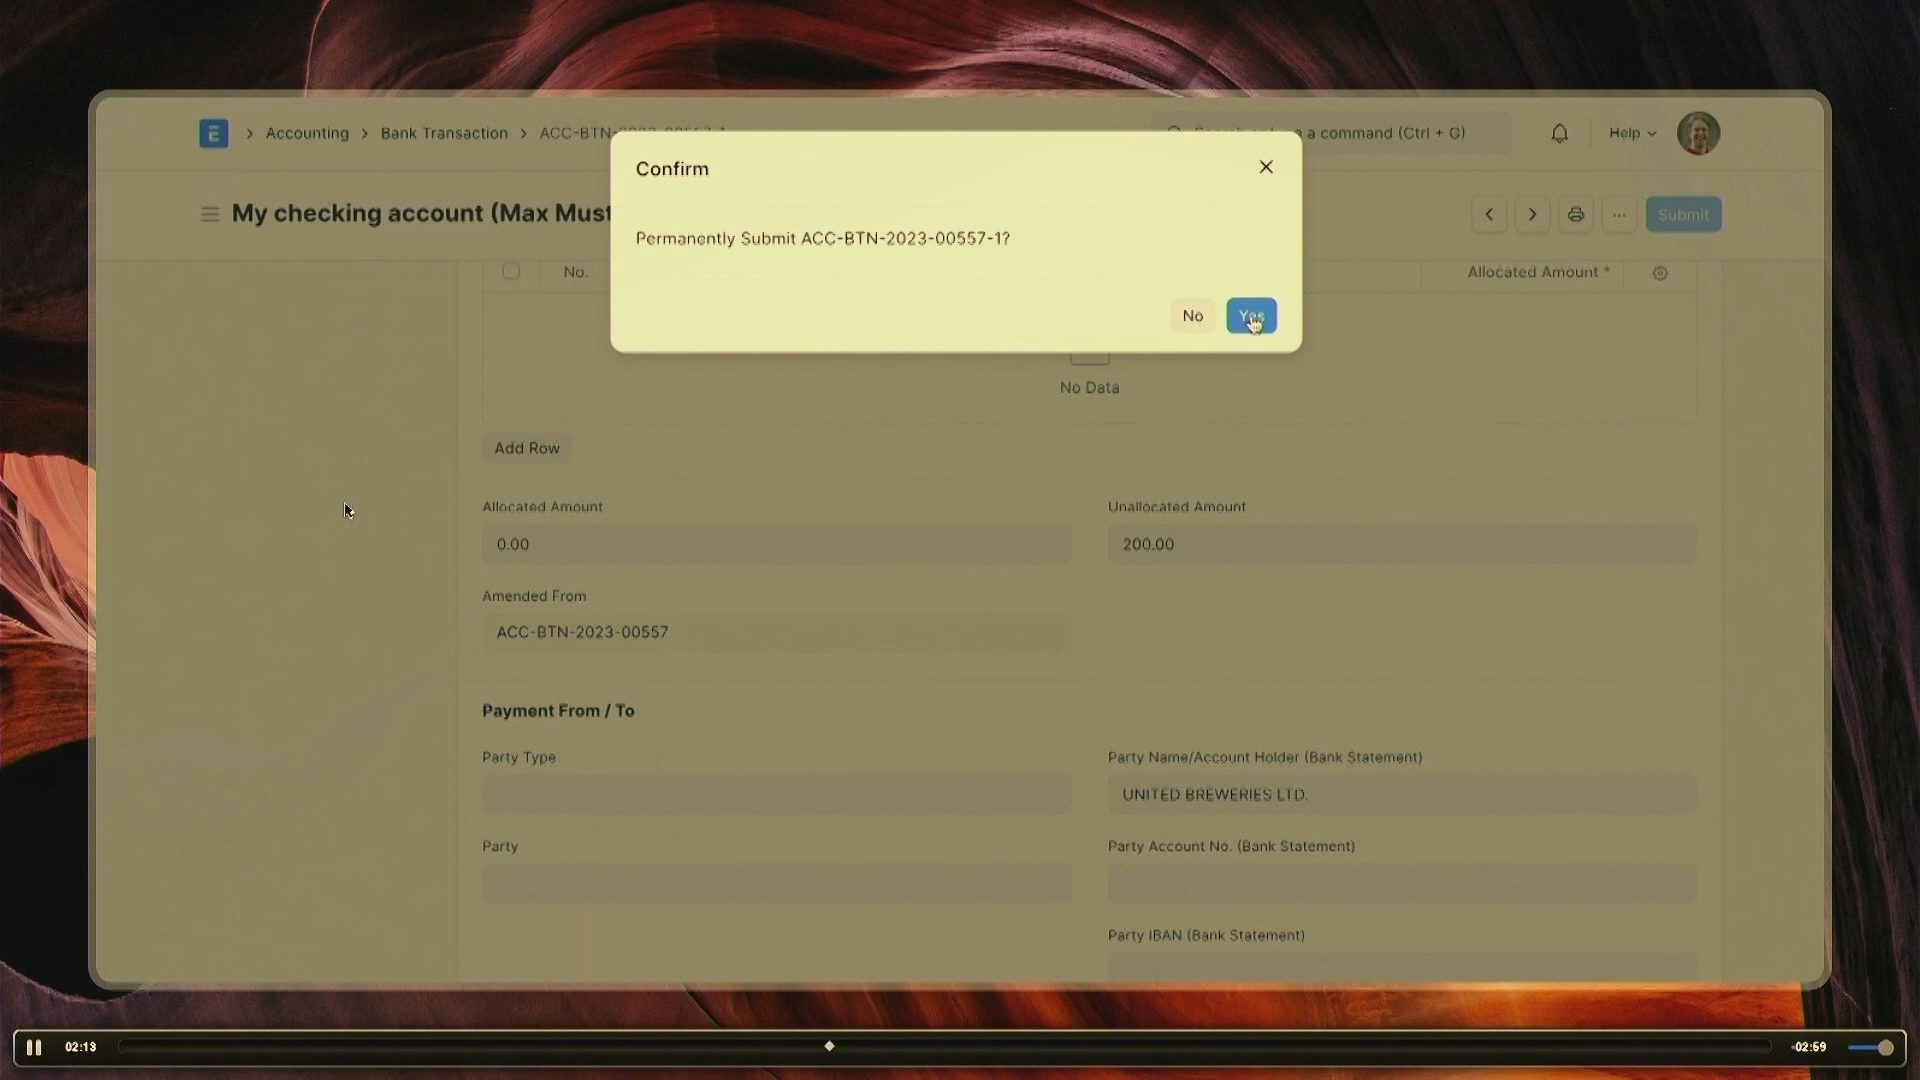 Accounting > Bank Transaction > ACC-BTN-2023-00557-1
a command (Ctrl + G)
Help
Confirm
My checking account (Max Must
Submit
Permanently Submit ACC-BTN-2023-00557-1?
No.
Allocated Amount *
No
Yes
No Data
Add Row
Allocated Amount
Unallocated Amount
0.00
200.00
Amended From
ACC-BTN-2023-00557
Payment From / To
Party Type
Party Name/Account Holder (Bank Statement)
UNITED BREWERIES LTD.
Party
Party Account No. (Bank Statement)
Party IBAN (Bank Statement)
02:13
-02:59